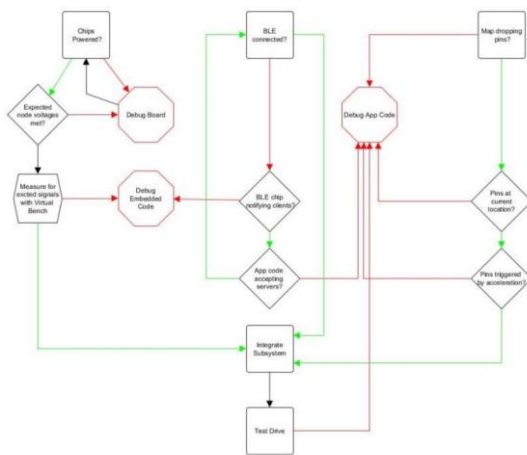 Chips
Powered?
BLE
connected?
Map dropping
pins?
Expected
node voltages
met?
Debug Board
Debug App Code
Measure for
excted signals
with Virtual
Bench
Debug
Embedded
Code
BLE chip
notifying clients?
Pins at
current
location?
App code
accepting
servers?
Pins triggered
by acceleration?
Integrate
Subsystem
Test Drive